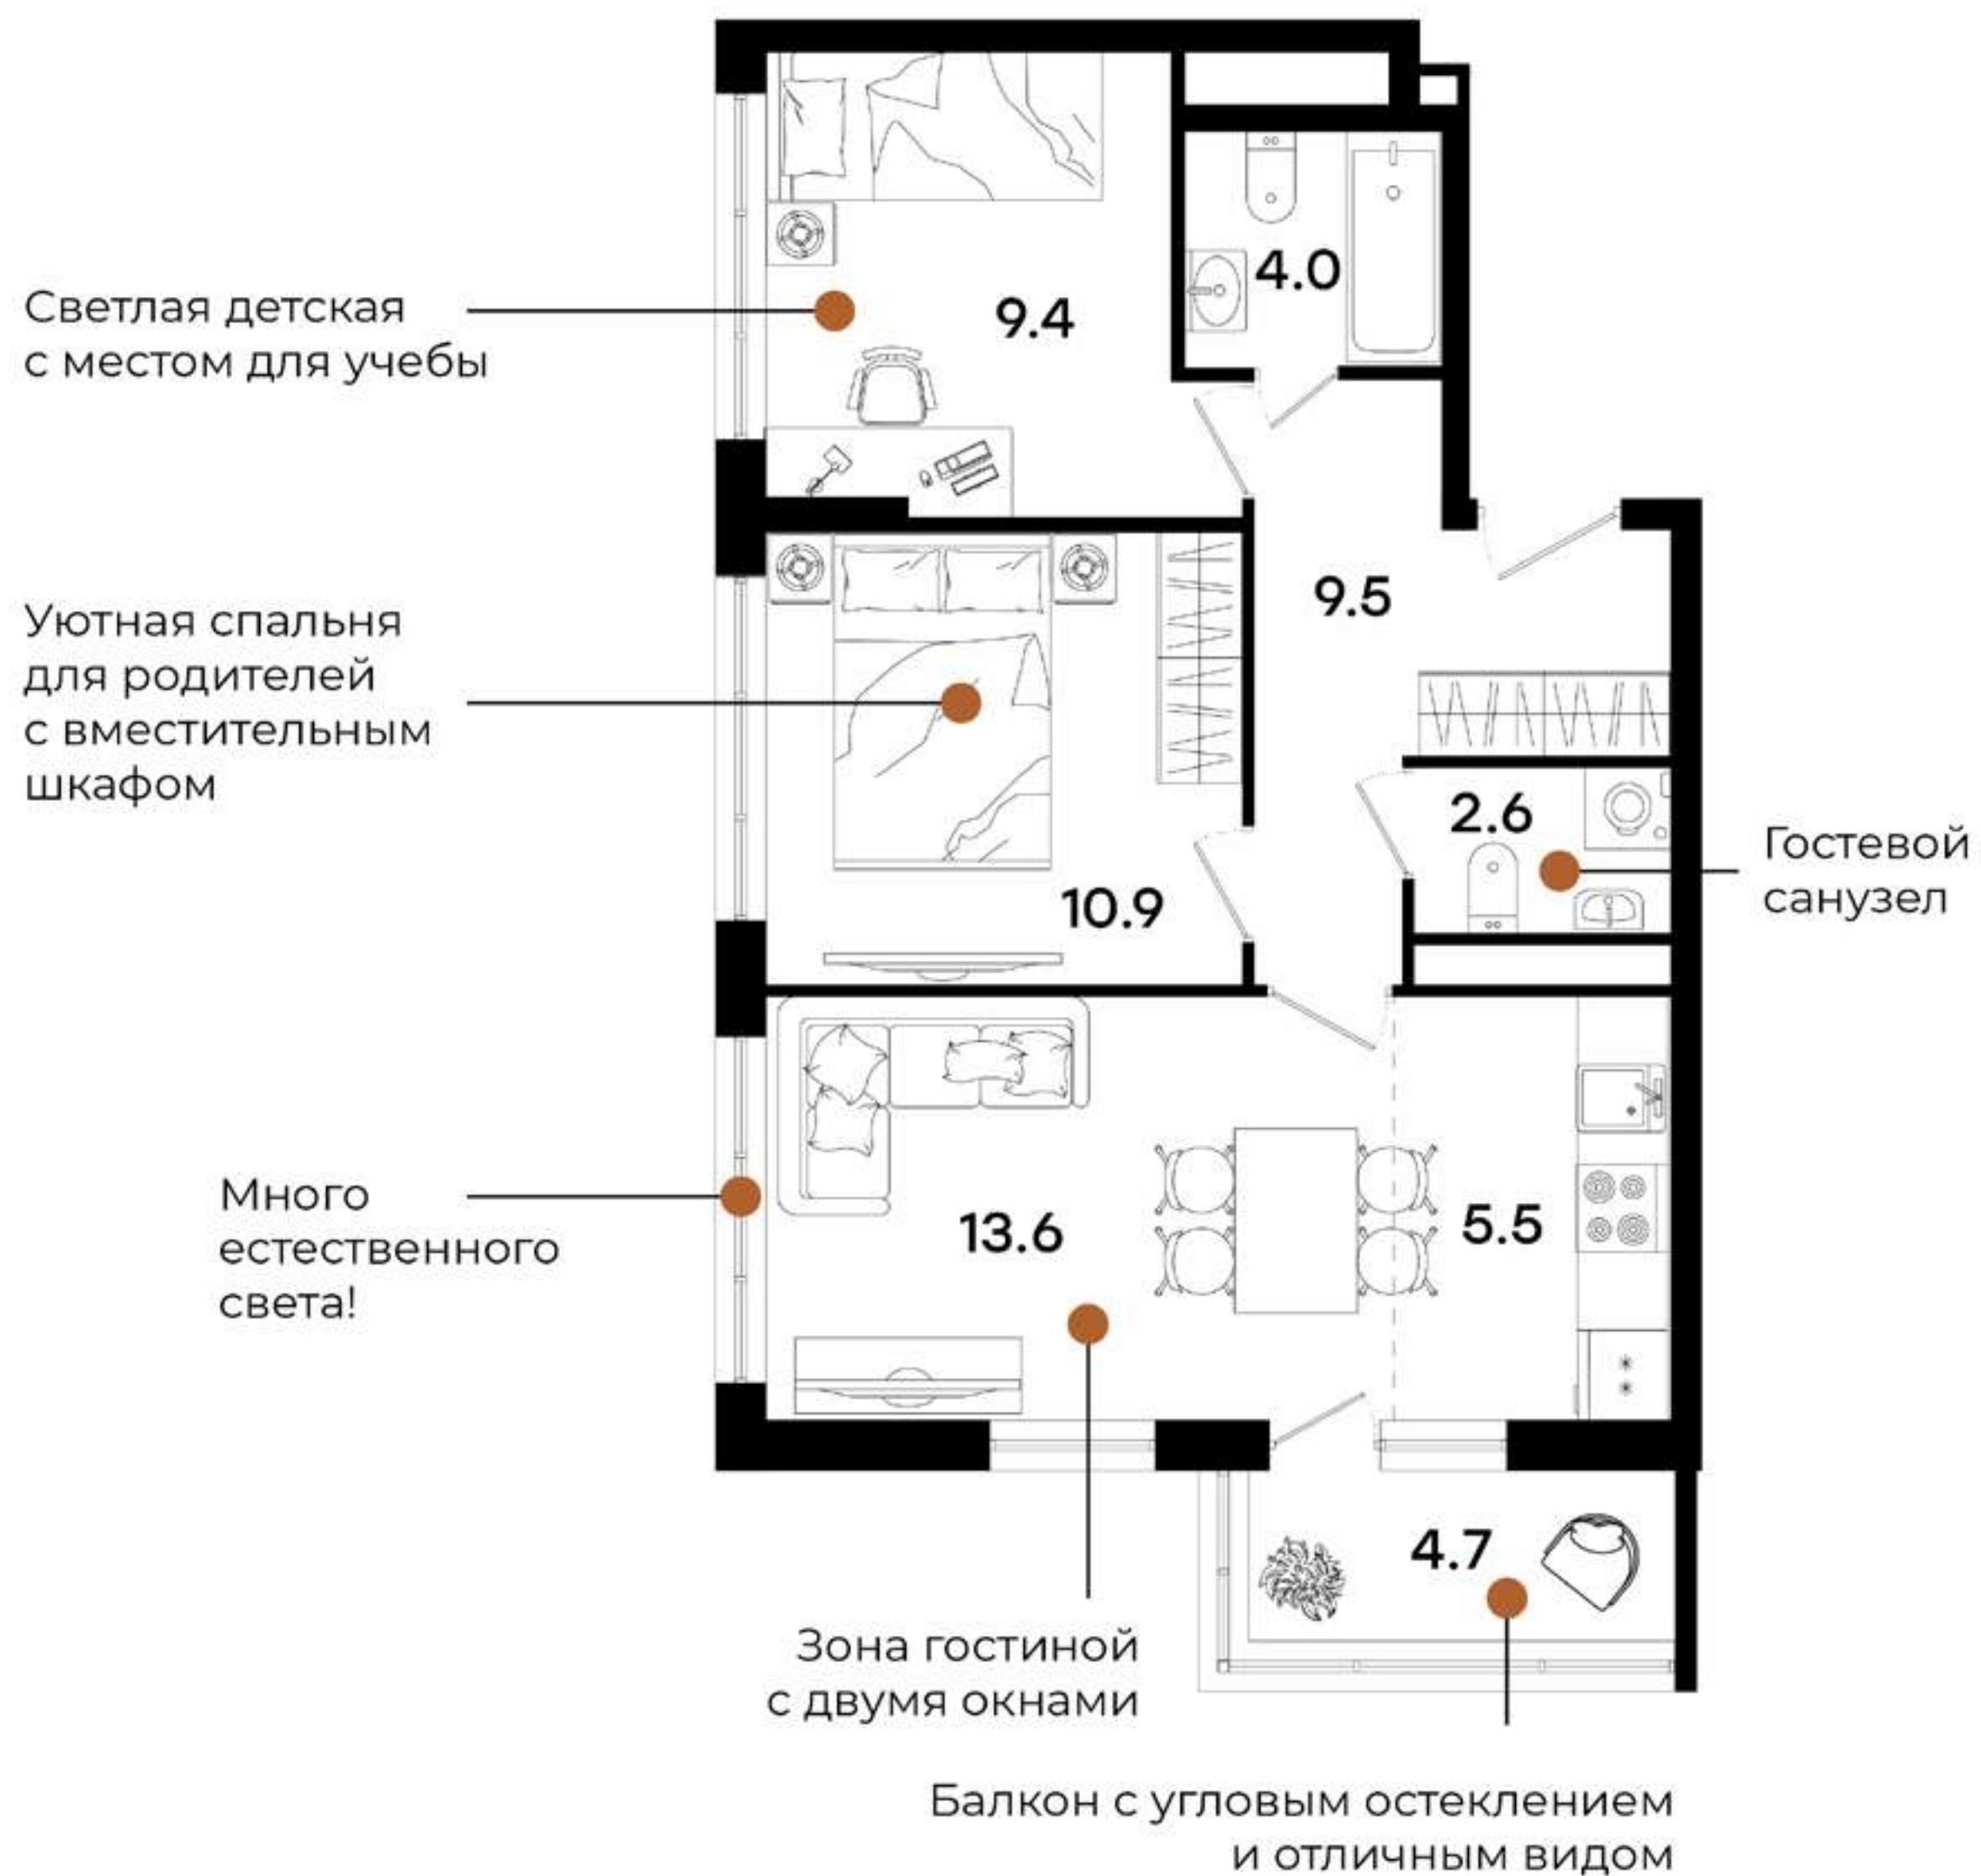 4.0
Светлая детская
с местом для учебы
9.4
9.5
Уютная спальня
для родителей
с вместительным
шкафом
2.6
Гостевой
санузел
10.9
Много
естественного
света!
13.6
5.5
4.7
Зона гостиной
с двумя окнами
Балкон с угловым остеклением
и отличным видом